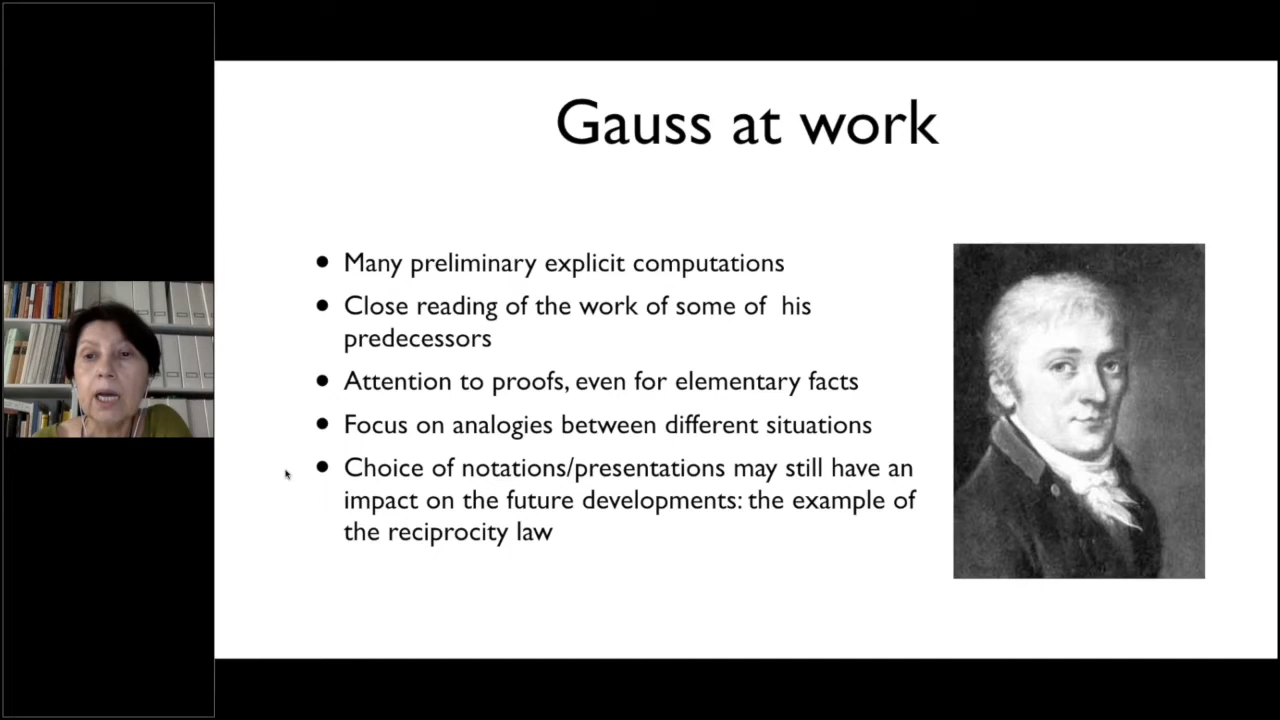 Gauss at work
• Many preliminary explicit computations
• Close reading of the work of some of his
predecessors
• Attention to proofs, even for elementary facts
• Focus on analogies between different situations
• Choice of notations/presentations may still have an
impact on the future developments: the example of
the reciprocity law